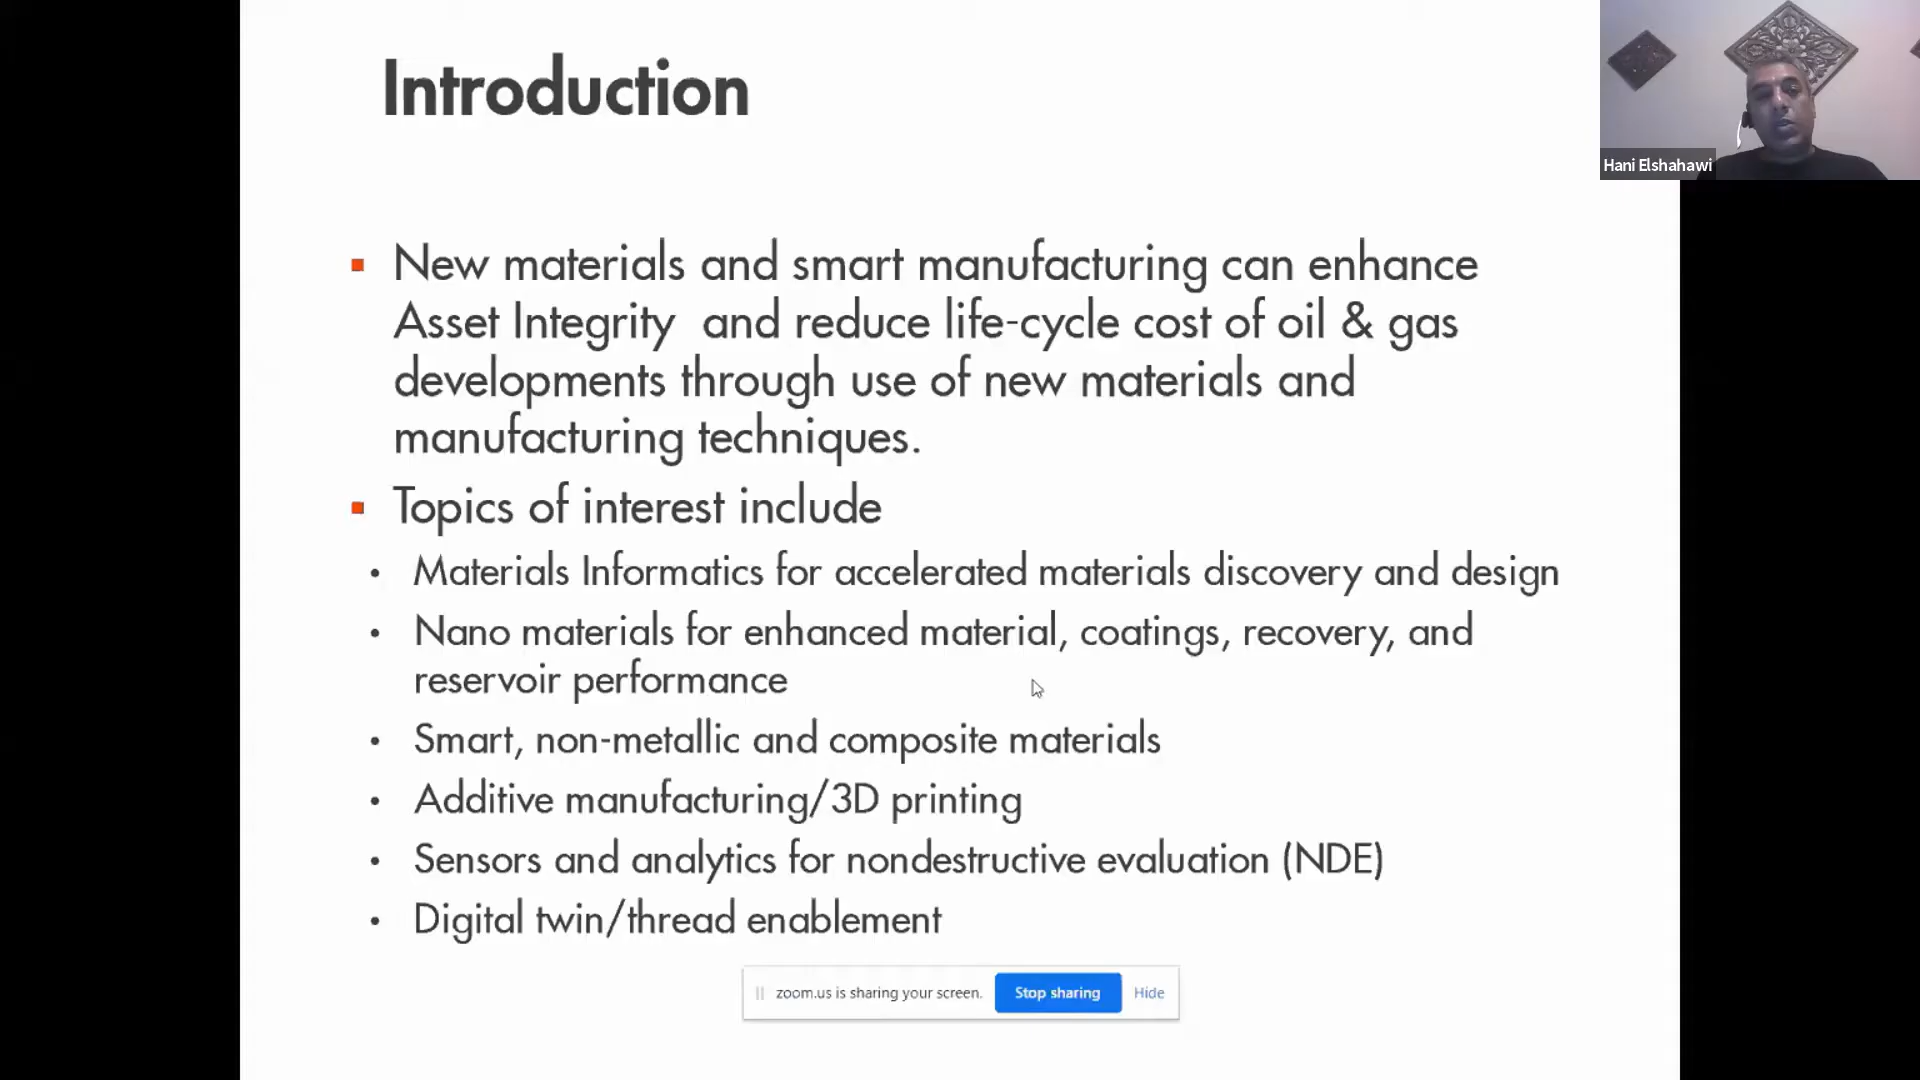 Introduction
Hani Elshahawi
New materials and smart manufacturing can enhance
Asset Integrity  and reduce life-cycle cost of oil & gas
developments through use of new materials and
manufacturing techniques.
Topics of interest include
Materials Informatics for accelerated materials discovery and design
Nano materials for enhanced material, coatings, recovery, and
reservoir performance
Smart, non-metallic and composite materials
Additive manufacturing/3D printing
Sensors and analytics for nondestructive evaluation (NDE)
Digital twin/thread enablement
zoom.us is sharing your screen. Stop sharing Hide